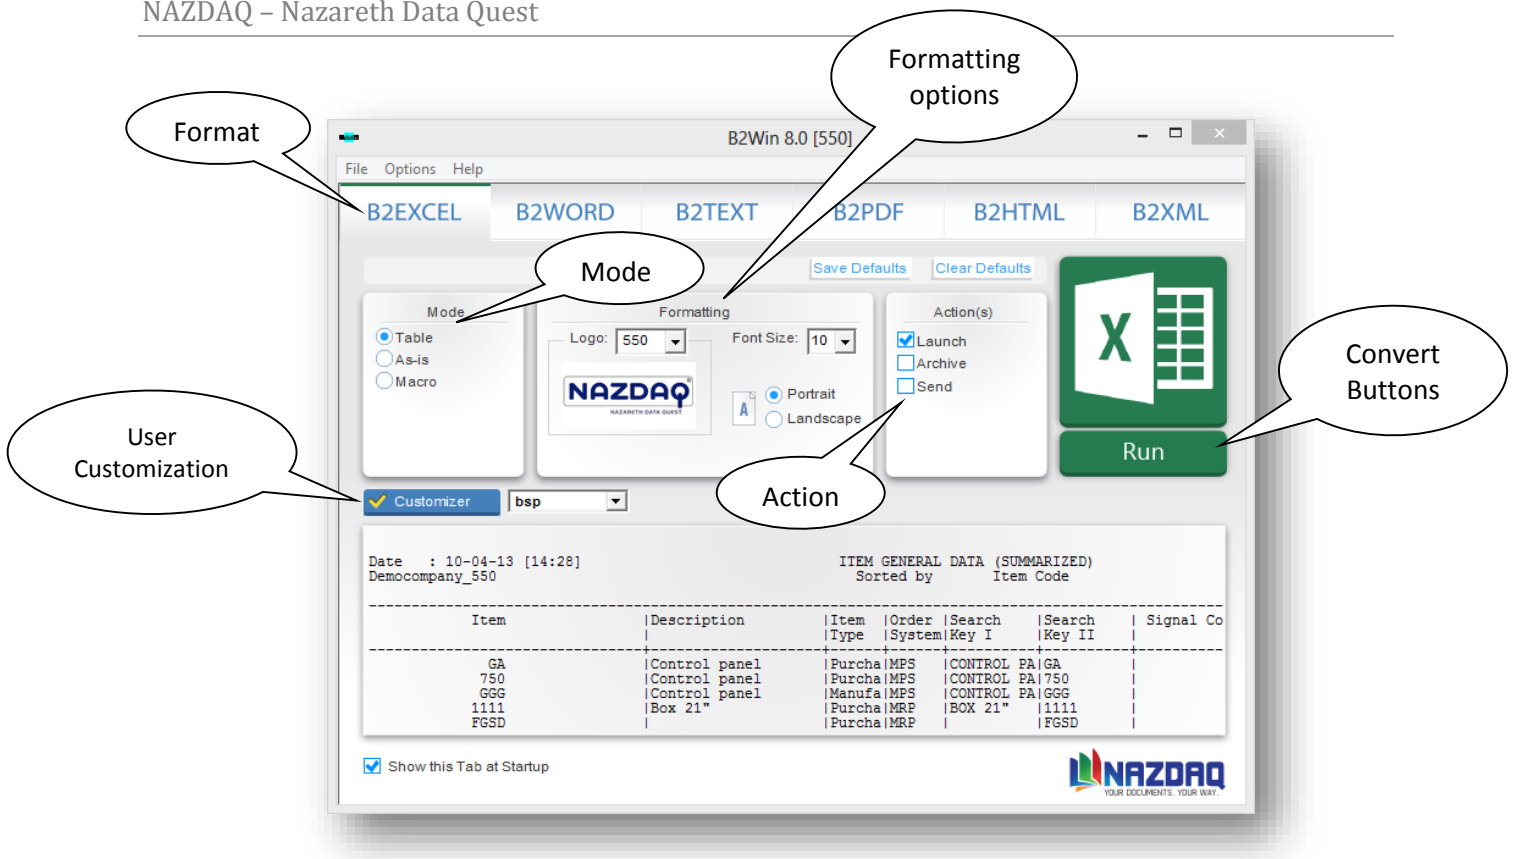 NAZDAQ – Nazareth Data Quest
Formatting
options
Format
B2Win 8.0 [550]
File Options Help
B2EXCEL B2WORD B2TEXT B2PDF B2HTML B2XML
Mode
Save Defaults Clear Defaults
Mode
Formatting
Action(s)
Table
As-is
Macro
Logo: 550
Font Size: 10
NAZDAQ®
NAZARETH DATA QUEST
A
Portrait
Landscape
Launch
Archive
Send
X
Run
Convert
Buttons
User
Customization
Action
Customizer bsp
Date : 10-04-13 [14:28] ITEM GENERAL DATA (SUMMARIZED)
Democompany_550 Sorted by Item Code
--------------------------------------------------
Item |Description |Item |Order |Search |Search | Signal Co
| |Type |System|Key I |Key II |
--------------------------------------------------
GA |Control panel |Purcha|MPS |CONTROL PA|GA |
750 |Control panel |Purcha|MPS |CONTROL PA|750 |
GGG |Control panel |Manufa|MPS |CONTROL PA|GGG |
1111 |Box 21" |Purcha|MRP |BOX 21" |1111 |
FGSD | |Purcha|MRP | |FGSD |
Show this Tab at Startup
NAZDAQ
YOUR DOCUMENTS. YOUR WAY.